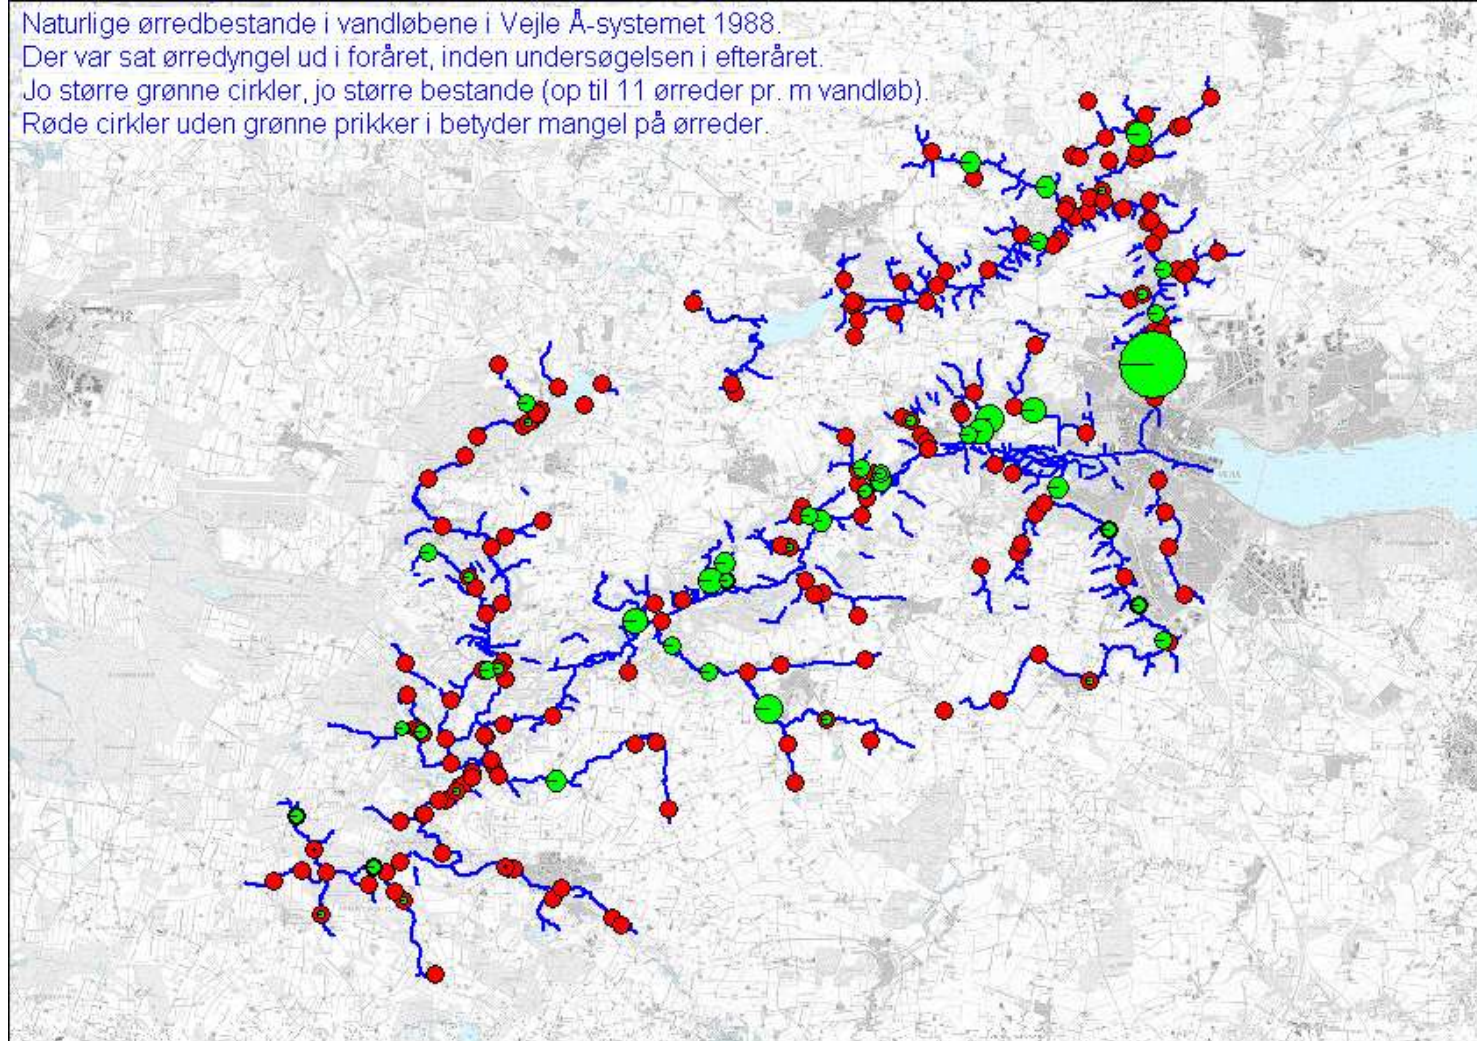 Naturlige ørredbestande i vandløbene i Vejle Å-systemet 1988.
Der var sat ørredyngel ud i foråret, inden undersøgelsen i efteråret.
Jo større grønne cirkler, jo større bestande (op til 11 ørreder pr. m vandløb).
Røde cirkler uden grønne prikker i betyder mangel på ørreder.